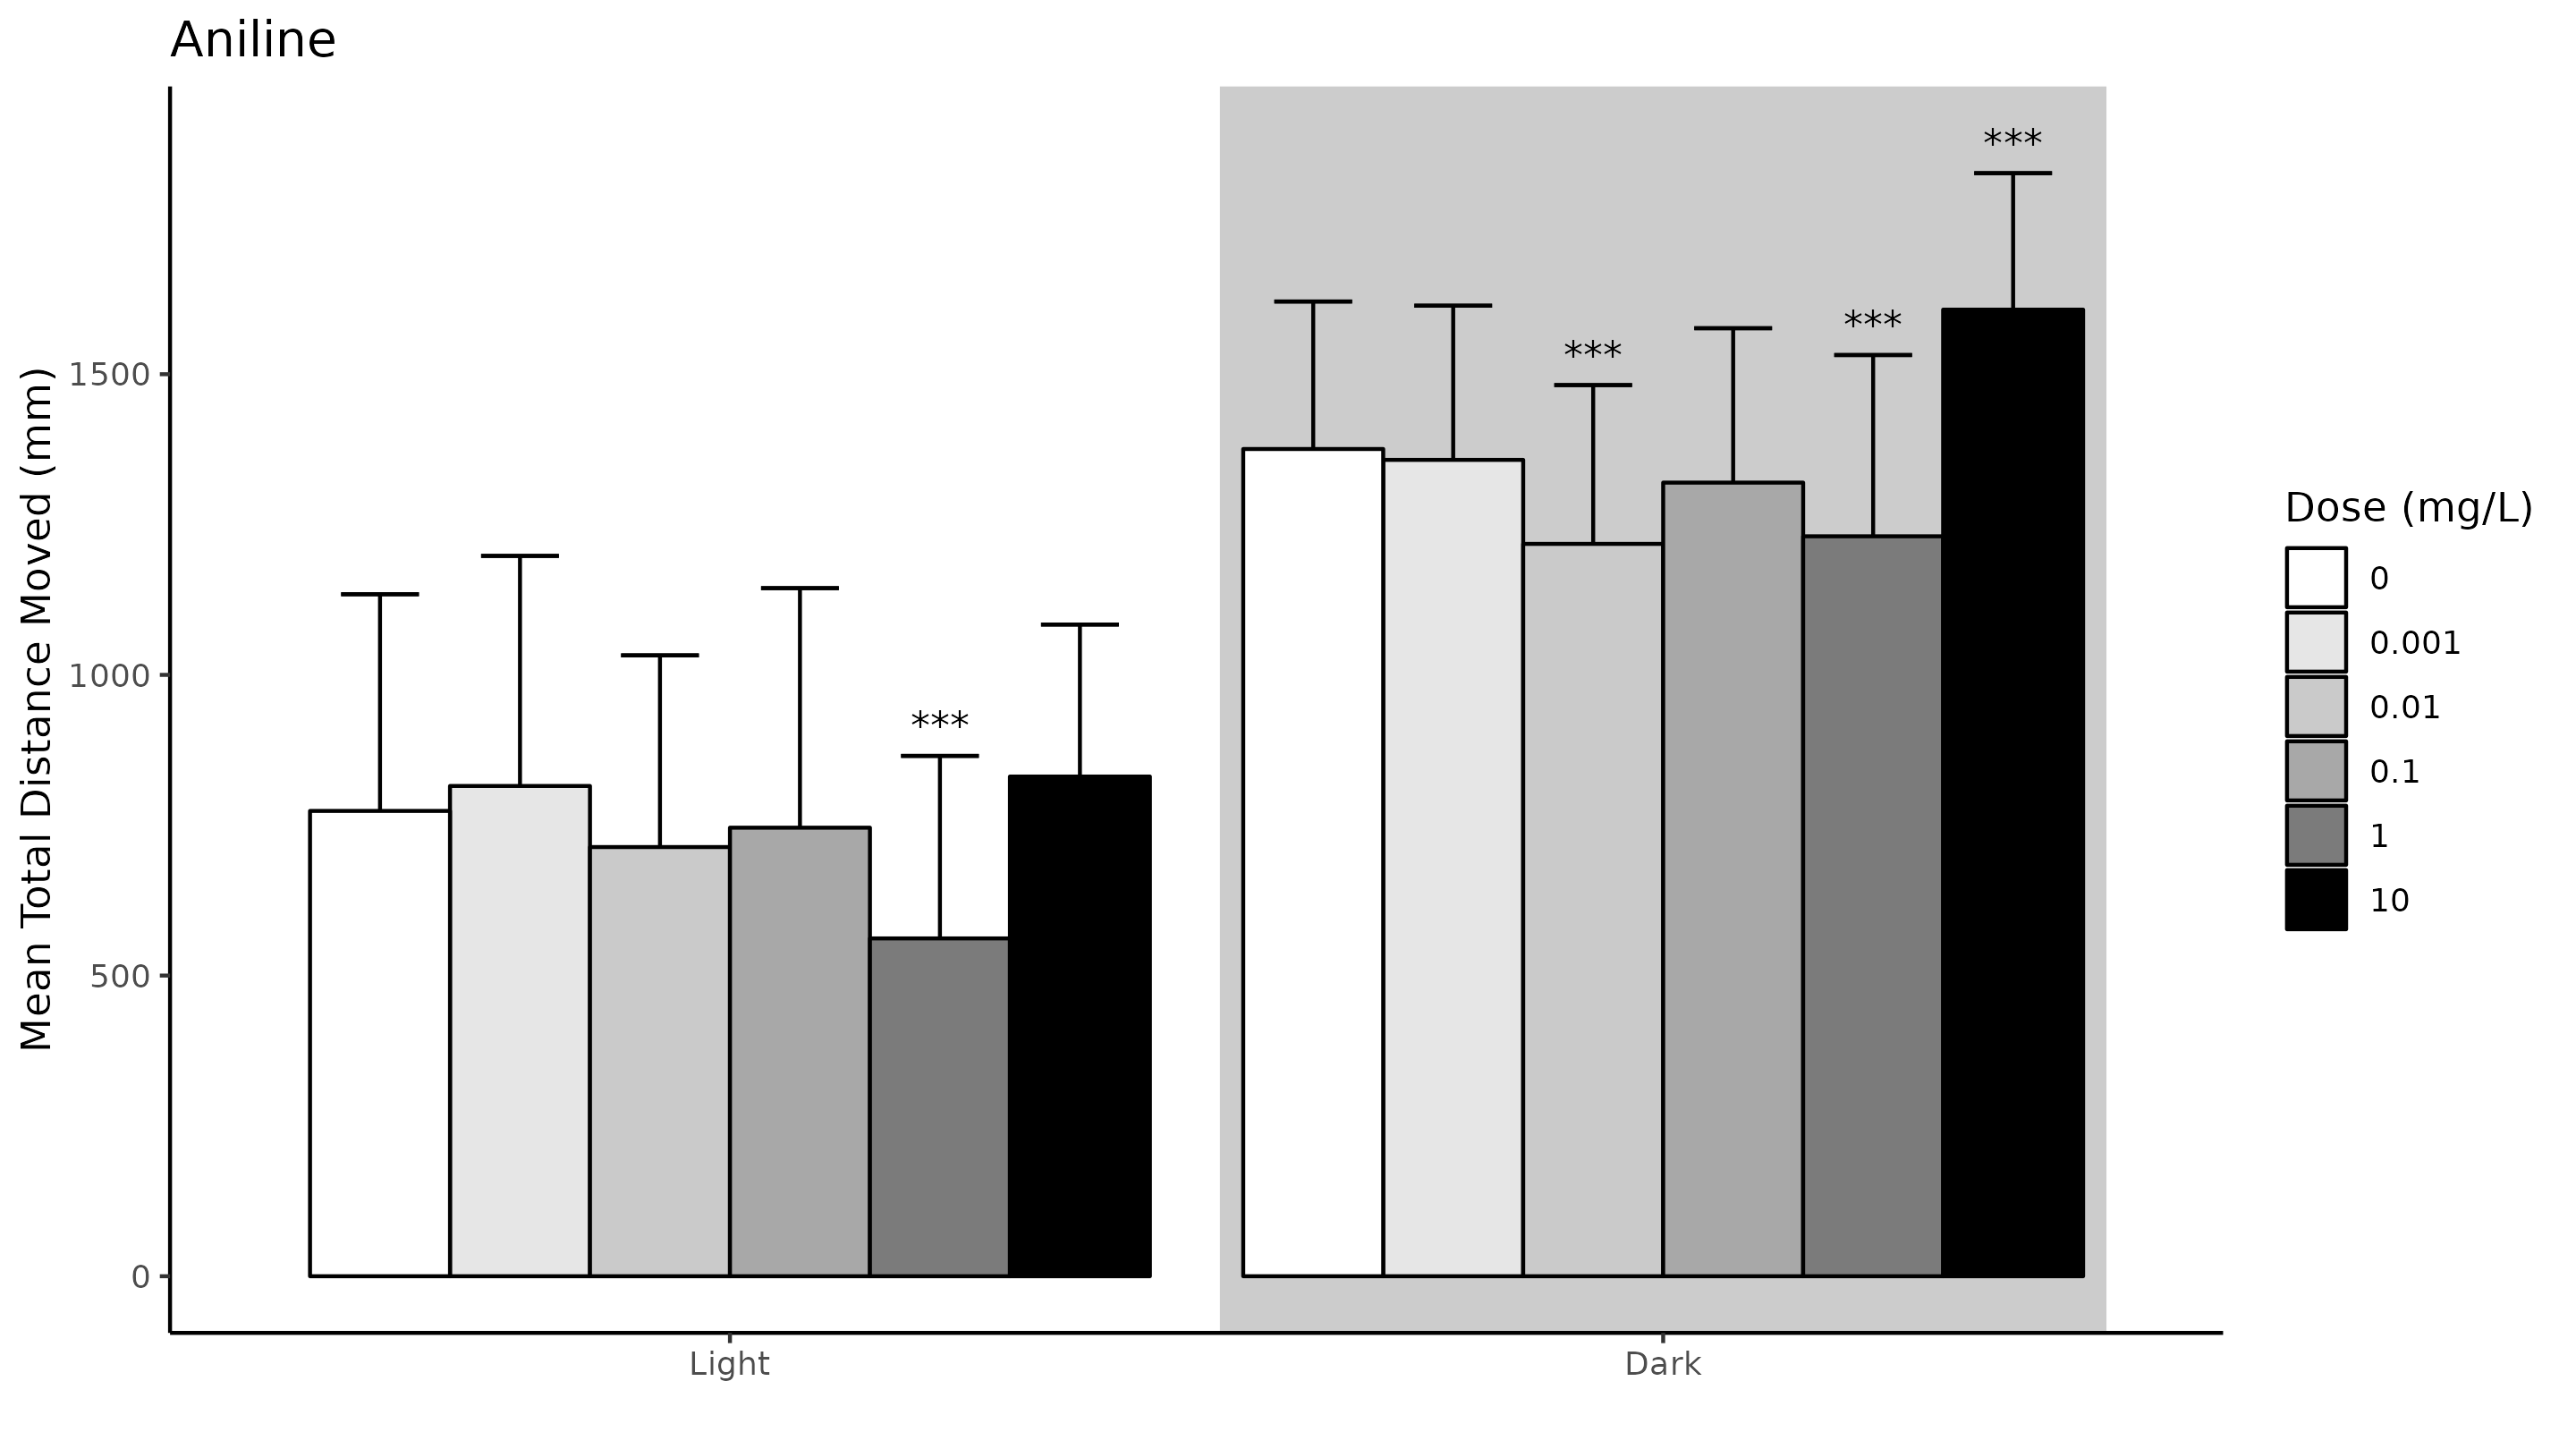 Aniline
Mean Total Distance Moved (mm)
1500
1000
500
0
***
***
***
***
Light
Dark
Dose (mg/L)
0
0.001
0.01
0.1
1
10